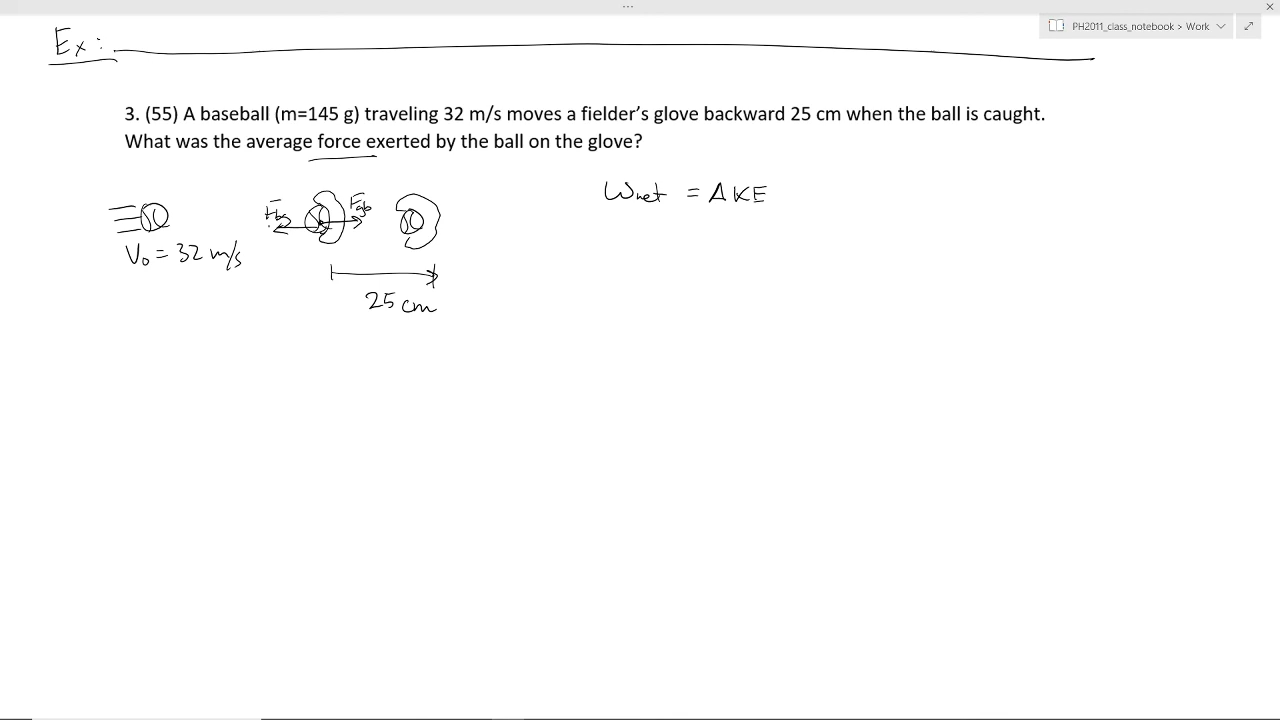 PH2011_class_notebook > Work
Ex:
3. (55) A baseball (m=145 g) traveling 32 m/s moves a fielder’s glove backward 25 cm when the ball is caught.
What was the average force exerted by the ball on the glove?
Wnet = ΔKE
Fbg Fgb
V₀ = 32 m/s
25 cm